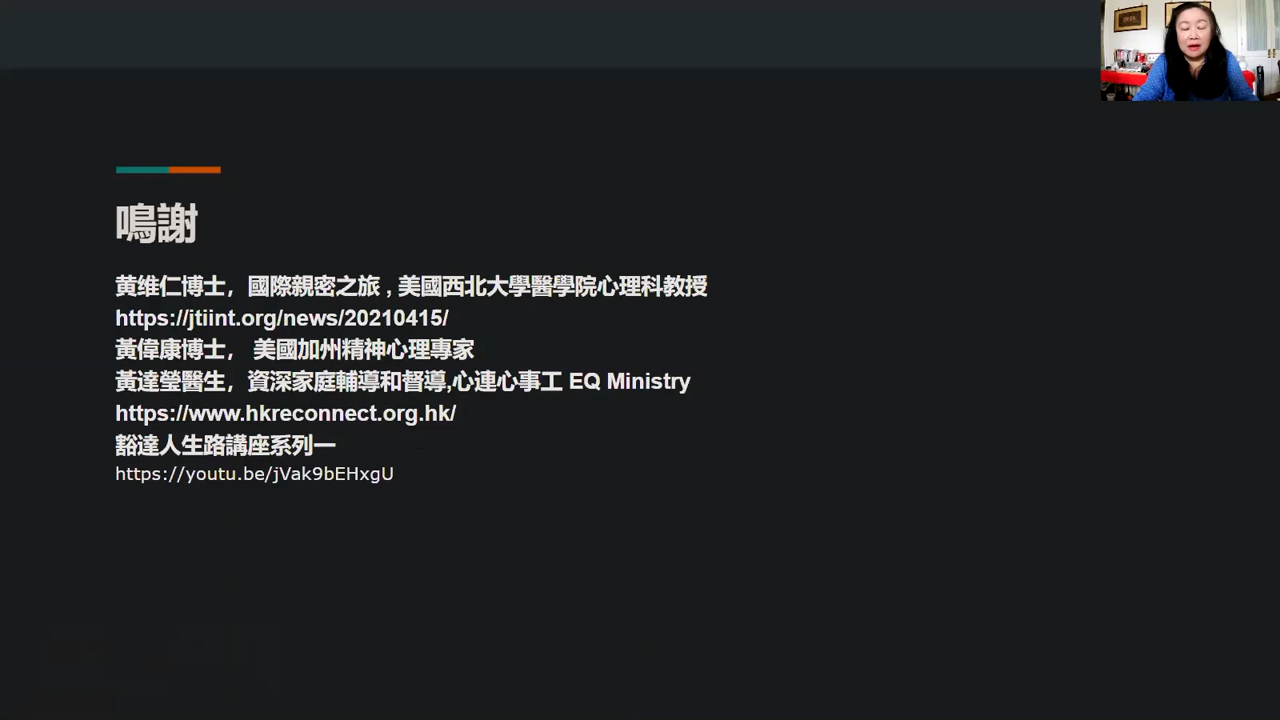 鳴謝
黄维仁博士，國際親密之旅 , 美國西北大學醫學院心理科教授
https://jtiint.org/news/20210415/
黃偉康博士， 美國加州精神心理專家
黃達瑩醫生，資深家庭輔導和督導,心連心事工 EQ Ministry
https://www.hkreconnect.org.hk/
豁達人生路講座系列一
https://youtu.be/jVak9bEHxgU